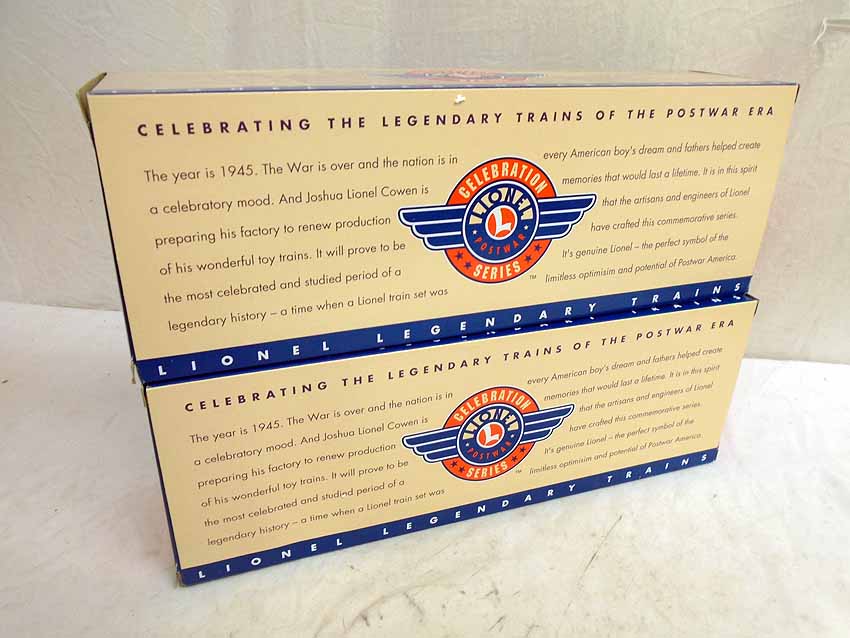 CELEBRATING THE LEGENDARY TRAINS OF THE POSTWAR ERA
The year is 1945. The War is over and the nation is in
a celebratory mood. And Joshua Lionel Cowen is
preparing his factory to renew production
of his wonderful toy trains. It will prove to be
the most celebrated and studied period of a
legendary history – a time when a Lionel train set was
CELEBRATION
LIONEL
L
POSTWAR
SERIES
TM
every American boy's dream and fathers helped create
memories that would last a lifetime. It is in this spirit
that the artisans and engineers of Lionel
have crafted this commemorative series.
It's genuine Lionel – the perfect symbol of the
limitless optimisim and potential of Postwar America.
LIONEL LEGENDARY TRAINS
CELEBRATING THE LEGENDARY TRAINS OF THE POSTWAR ERA
The year is 1945. The War is over and the nation is in
a celebratory mood. And Joshua Lionel Cowen is
preparing his factory to renew production
of his wonderful toy trains. It will prove to be
the most celebrated and studied period of a
legendary history – a time when a Lionel train set was
CELEBRATION
LIONEL
L
POSTWAR
SERIES
TM
every American boy's dream and fathers helped create
memories that would last a lifetime. It is in this spirit
that the artisans and engineers of Lionel
have crafted this commemorative series.
It's genuine Lionel – the perfect symbol of the
limitless optimisim and potential of Postwar America.
LIONEL LEGENDARY TRAINS